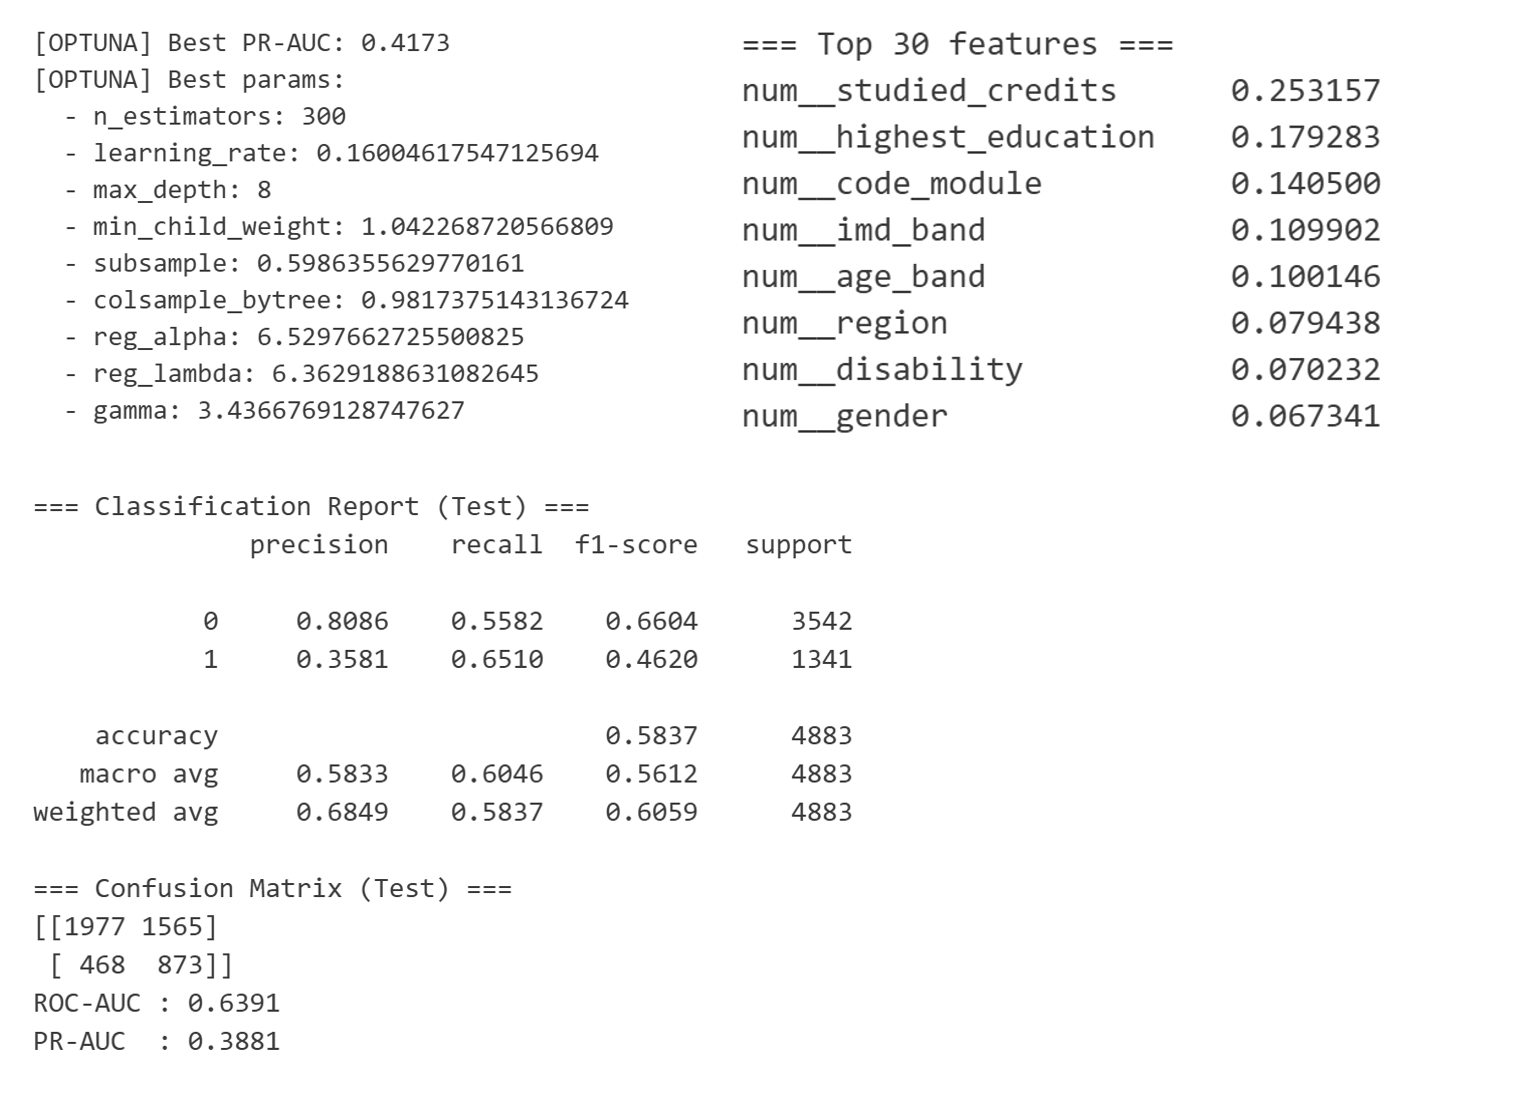 [OPTUNA] Best PR-AUC: 0.4173
[OPTUNA] Best params:
- n_estimators: 300
- learning_rate: 0.16004617547125694
- max_depth: 8
- min_child_weight: 1.042268720566809
- subsample: 0.5986355629770161
- colsample_bytree: 0.9817375143136724
- reg_alpha: 6.5297662725500825
- reg_lambda: 6.3629188631082645
- gamma: 3.4366769128747627
=== Top 30 features ===
num__studied_credits 0.253157
num__highest_education 0.179283
num__code_module 0.140500
num__imd_band 0.109902
num__age_band 0.100146
num__region 0.079438
num__disability 0.070232
num__gender 0.067341
=== Classification Report (Test) ===
precision recall f1-score support
0 0.8086 0.5582 0.6604 3542
1 0.3581 0.6510 0.4620 1341
accuracy 0.5837 4883
macro avg 0.5833 0.6046 0.5612 4883
weighted avg 0.6849 0.5837 0.6059 4883
=== Confusion Matrix (Test) ===
[[1977 1565]
[ 468 873]]
ROC-AUC : 0.6391
PR-AUC : 0.3881